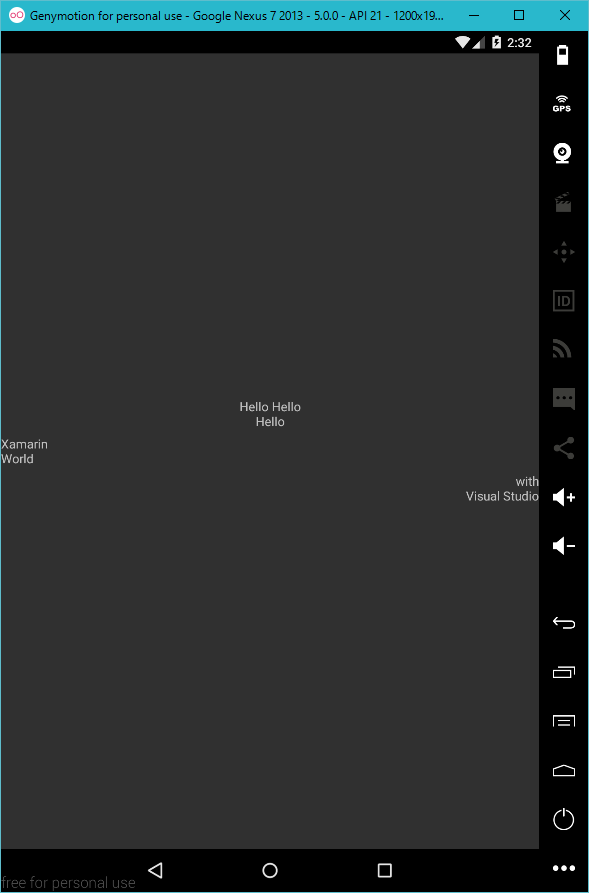 Genymotion for personal use - Google Nexus 7 2013 - 5.0.0 - API 21 - 1200x19...
2:32
GPS
ID
Hello Hello
Hello
Xamarin
World
with
Visual Studio
free for personal use